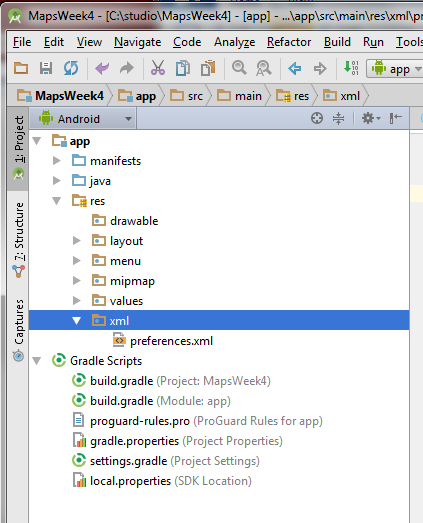 MapsWeek4 - [C:\studio\MapsWeek4] - [app] - ...\app\src\main\res\xml\pr
File Edit View Navigate Code Analyze Refactor Build Run Tools
app
MapsWeek4 app src main res xml
1: Project
7: Structure
Captures
Android
app
manifests
java
res
drawable
layout
menu
mipmap
values
xml
preferences.xml
Gradle Scripts
build.gradle (Project: MapsWeek4)
build.gradle (Module: app)
proguard-rules.pro (ProGuard Rules for app)
gradle.properties (Project Properties)
settings.gradle (Project Settings)
local.properties (SDK Location)